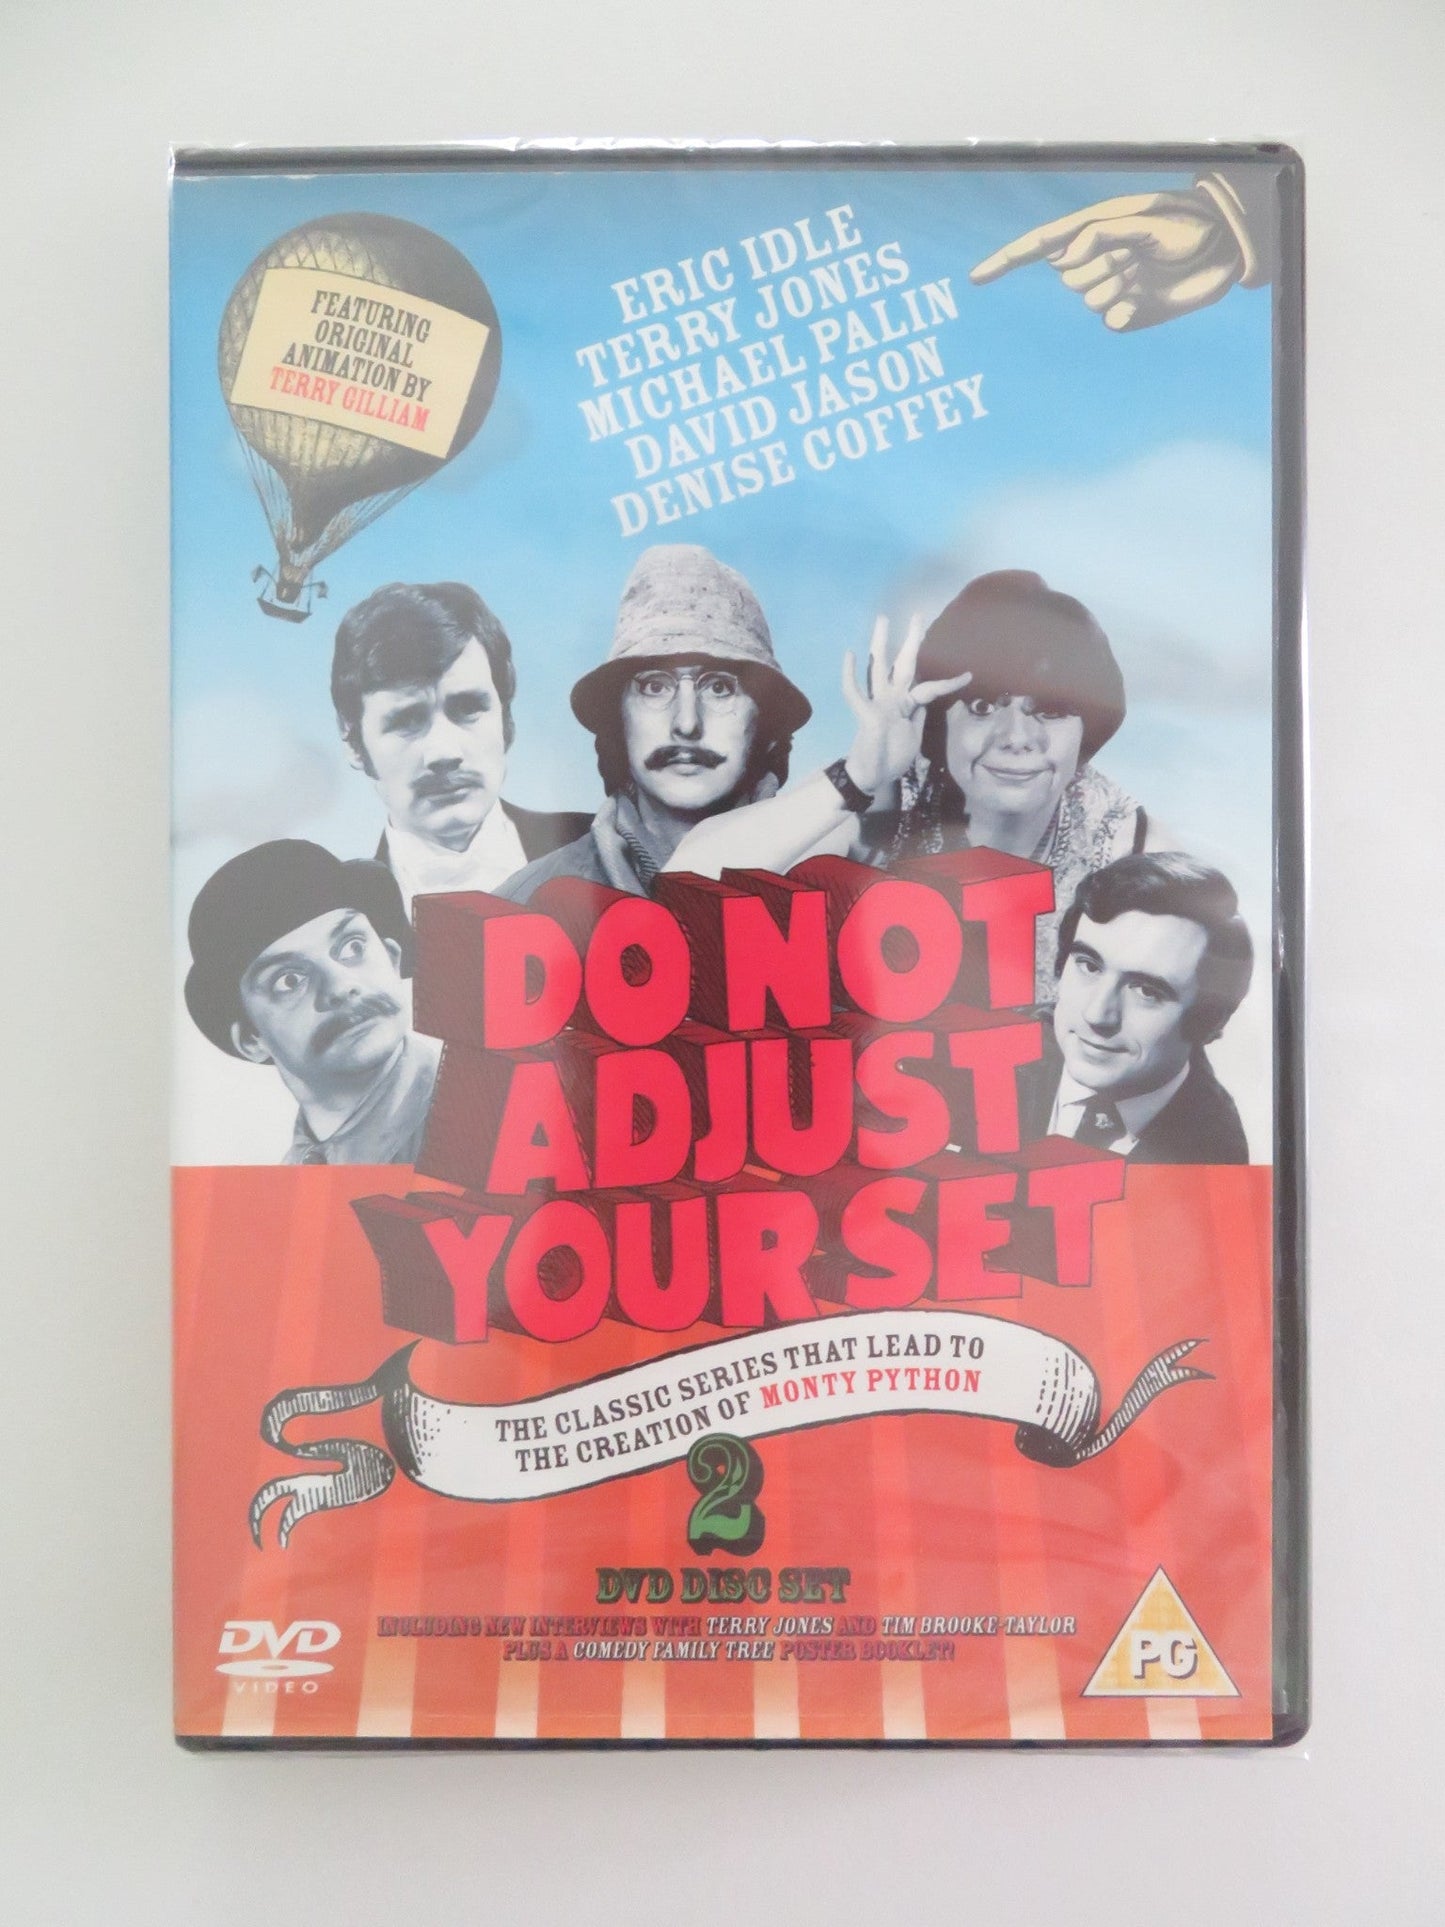 FEATURING
ORIGINAL
ANIMATION BY
TERRY GILLIAM
ERIC IDLE
TERRY JONES
MICHAEL PALIN
DAVID JASON
DENISE COFFEY
DO NOT
ADJUST
YOUR SET
THE CLASSIC SERIES THAT LEAD TO
THE CREATION OF MONTY PYTHON
2
DVD DISC SET
INCLUDING NEW INTERVIEWS WITH TERRY JONES AND TIM BROOKE-TAYLOR
PLUS A COMEDY FAMILY TREE POSTER BOOKLET!
DVD
VIDEO
PG